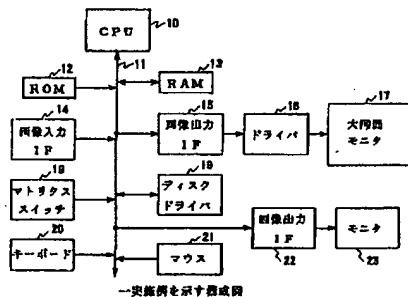 CPU
10
11
12
ROM
13
RAM
14
画像入力
IF
15
画像出力
IF
16
ドライバ
17
大画面
モニタ
19
マトリクス
スイッチ
19
ディスク
ドライバ
20
キーボード
21
マウス
画像出力
IF
22
モニタ
23
一実施例を示す構成図